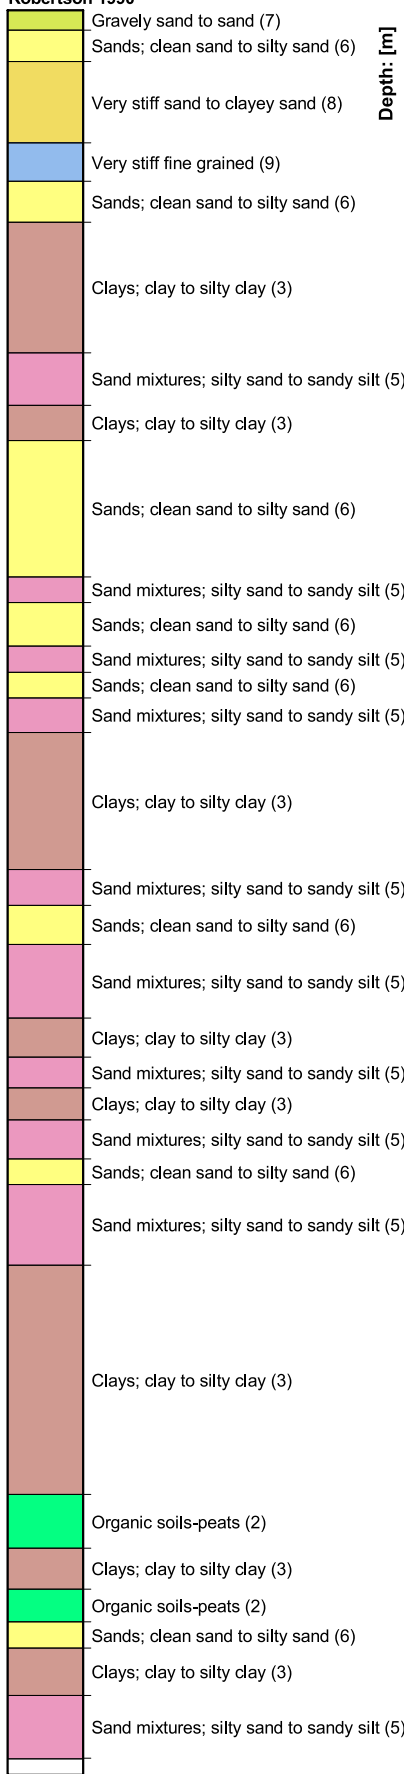 Robertson 1990
Gravely sand to sand (7)
Sands; clean sand to silty sand (6)
Depth: [m]
Very stiff sand to clayey sand (8)
Very stiff fine grained (9)
Sands; clean sand to silty sand (6)
Clays; clay to silty clay (3)
Sand mixtures; silty sand to sandy silt (5)
Clays; clay to silty clay (3)
Sands; clean sand to silty sand (6)
Sand mixtures; silty sand to sandy silt (5)
Sands; clean sand to silty sand (6)
Sand mixtures; silty sand to sandy silt (5)
Sands; clean sand to silty sand (6)
Sand mixtures; silty sand to sandy silt (5)
Clays; clay to silty clay (3)
Sand mixtures; silty sand to sandy silt (5)
Sands; clean sand to silty sand (6)
Sand mixtures; silty sand to sandy silt (5)
Clays; clay to silty clay (3)
Sand mixtures; silty sand to sandy silt (5)
Clays; clay to silty clay (3)
Sand mixtures; silty sand to sandy silt (5)
Sands; clean sand to silty sand (6)
Sand mixtures; silty sand to sandy silt (5)
Clays; clay to silty clay (3)
Organic soils-peats (2)
Clays; clay to silty clay (3)
Organic soils-peats (2)
Sands; clean sand to silty sand (6)
Clays; clay to silty clay (3)
Sand mixtures; silty sand to sandy silt (5)